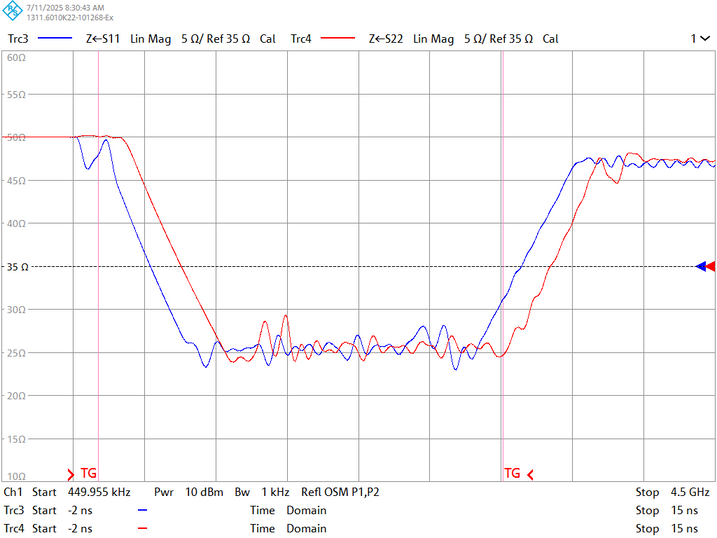 7/11/2025 8:30:43 AM
1311.6010K22-101268-Ex
Trc3 Z←S11 Lin Mag 5 Ω/ Ref 35 Ω Cal Trc4 Z←S22 Lin Mag 5 Ω/ Ref 35 Ω Cal 1
60Ω
55Ω
50Ω
45Ω
40Ω
35 Ω
30Ω
25Ω
20Ω
15Ω
10Ω
TG TG
Ch1 Start 449.955 kHz Pwr 10 dBm Bw 1 kHz Refl OSM P1,P2 Stop 4.5 GHz
Trc3 Start -2 ns Time Domain Stop 15 ns
Trc4 Start -2 ns Time Domain Stop 15 ns